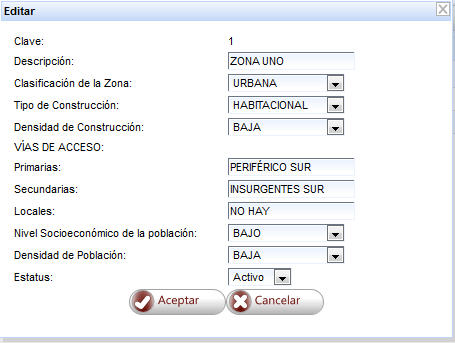 Editar
Clave: 1
Descripción: ZONA UNO
Clasificación de la Zona: URBANA
Tipo de Construcción: HABITACIONAL
Densidad de Construcción: BAJA
VÍAS DE ACCESO:
Primarias: PERIFÉRICO SUR
Secundarias: INSURGENTES SUR
Locales: NO HAY
Nivel Socioeconómico de la población: BAJO
Densidad de Población: BAJA
Estatus: Activo
Aceptar Cancelar